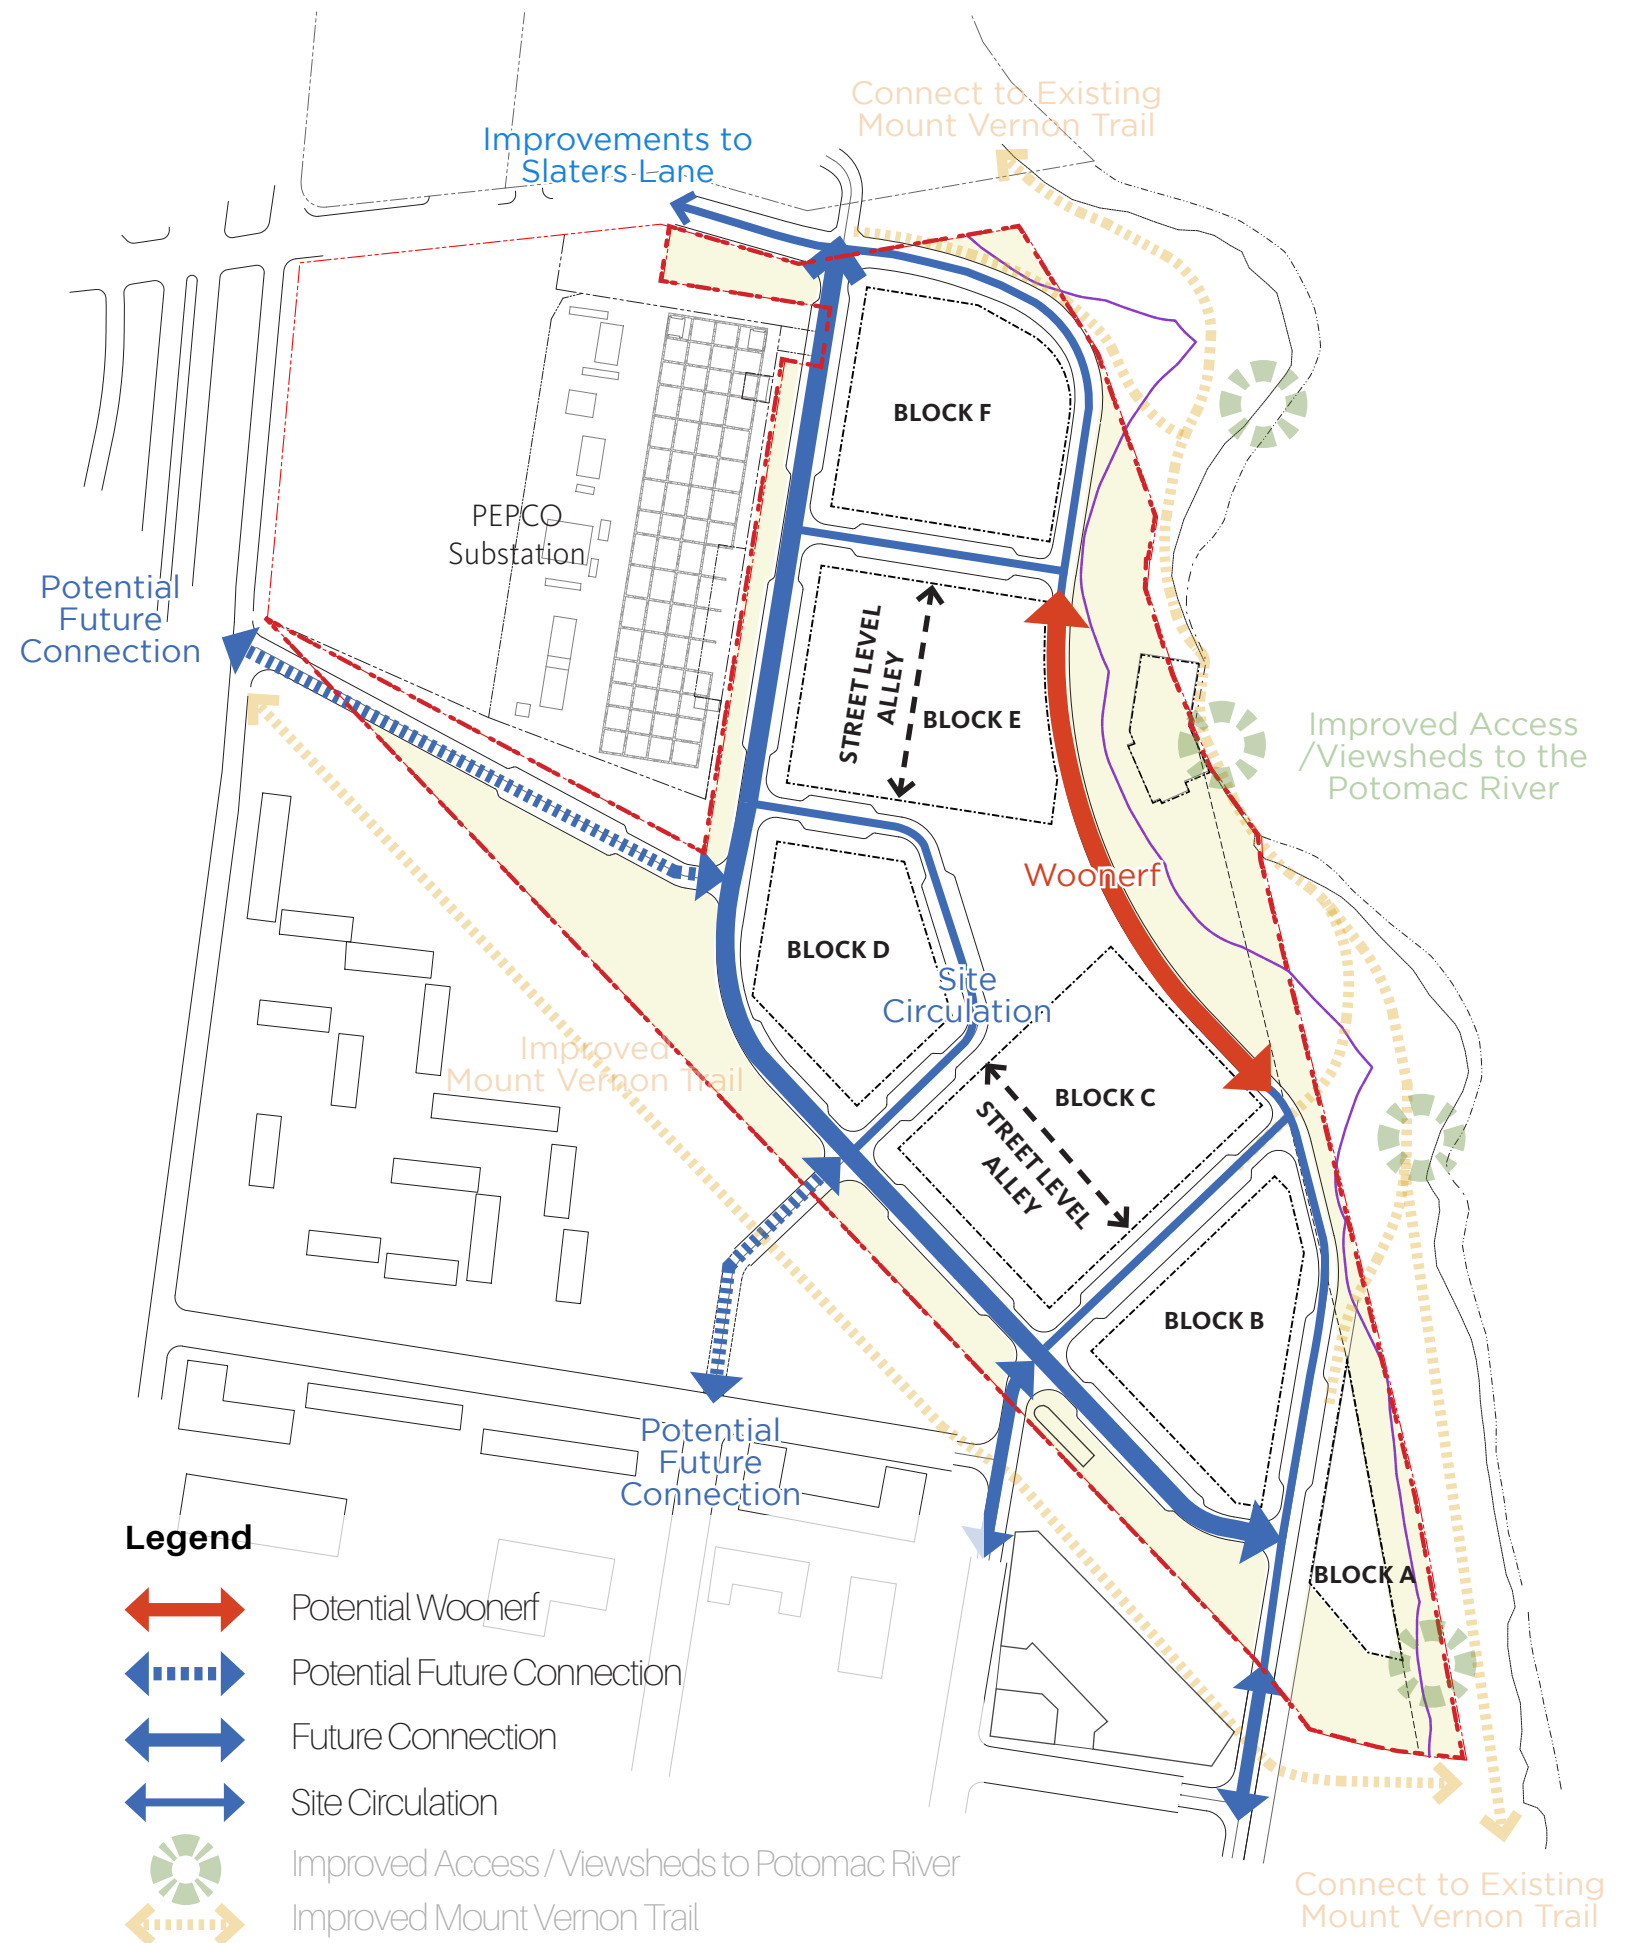 Connect to Existing
Mount Vernon Trail
Improvements to
Slaters Lane
BLOCK F
PEPCO
Substation
Potential
Future
Connection
STREET LEVEL
ALLEY
BLOCK E
Improved Access
/Viewsheds to the
Potomac River
Woonerf
BLOCK D
Site
Circulation
Improved
Mount Vernon Trail
BLOCK C
STREET LEVEL
ALLEY
BLOCK B
Potential
Future
Connection
BLOCK A
Legend
Potential Woonerf
Potential Future Connection
Future Connection
Site Circulation
Improved Access / Viewsheds to Potomac River
Improved Mount Vernon Trail
Connect to Existing
Mount Vernon Trail